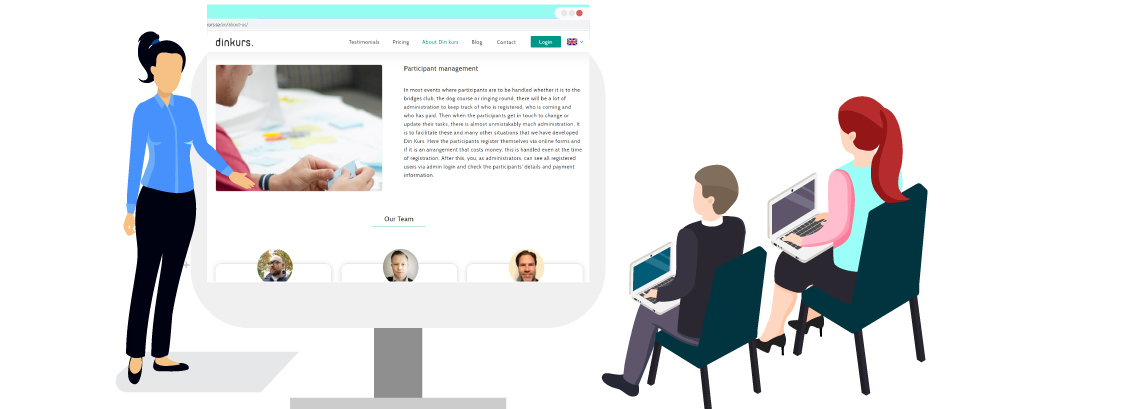 dinkurs.
Testimonials Pricing About Din kurs Blog Contact Login
Participant management
In most events where participants are to be handled whether it is to the
bridges club, the dog course or ringing round, there will be a lot of
administration to keep track of who is registered, who is coming and
who has paid. Then when the participants get in touch to change or
update their tasks, there is almost unmistakably much administration. It
is to facilitate these and many other situations that we have developed
Din Kurs. Here the participants register themselves via online forms and
if it is an arrangement that costs money, this is handled even at the time
of registration. After this, you, as administrators, can see all registered
users via admin login and check the participants' details and payment
information.
Our Team